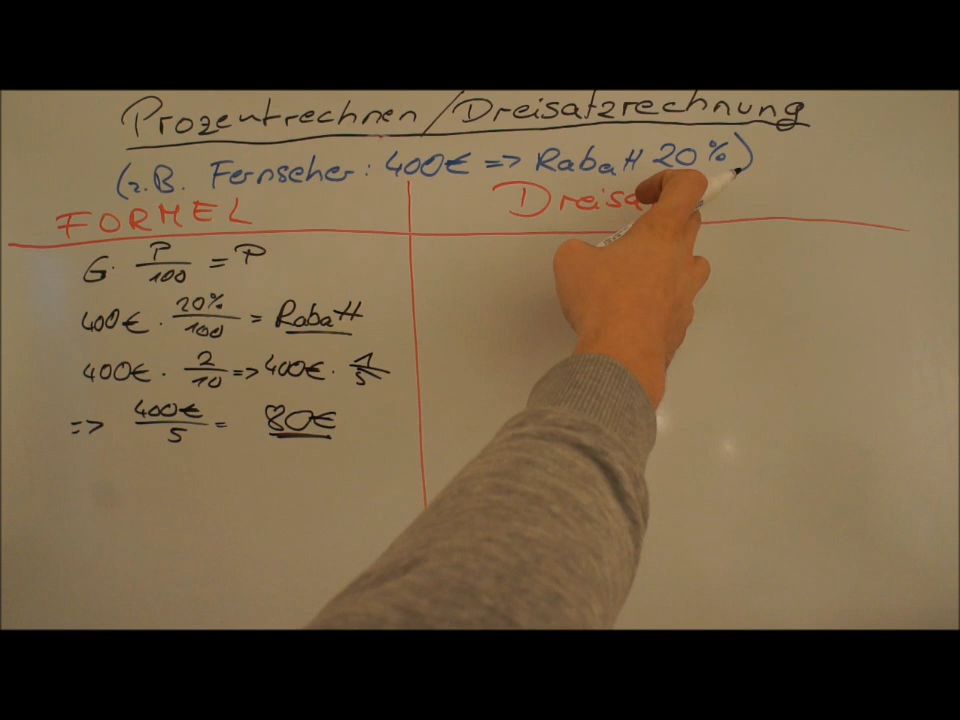 Prozentrechnen / Dreisatzrechnung
(z.B. Fernseher: 400€ => Rabatt 20%)
FORMEL
G · P/100 = P
400€ · 20%/100 = Rabatt
400€ · 2/10 => 400€ · 1/5
=> 400€/5 = 80€